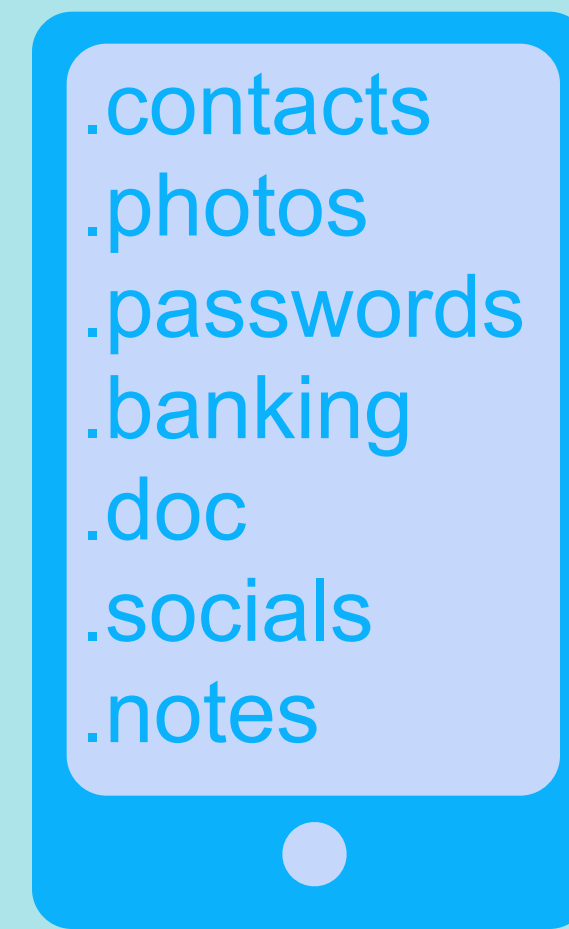 .contacts
.photos
.passwords
.banking
.doc
.socials
.notes